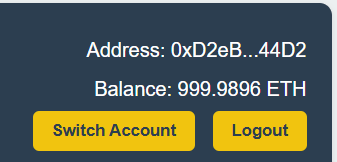 Address: 0xD2eB...44D2
Balance: 999.9896 ETH
Switch Account Logout